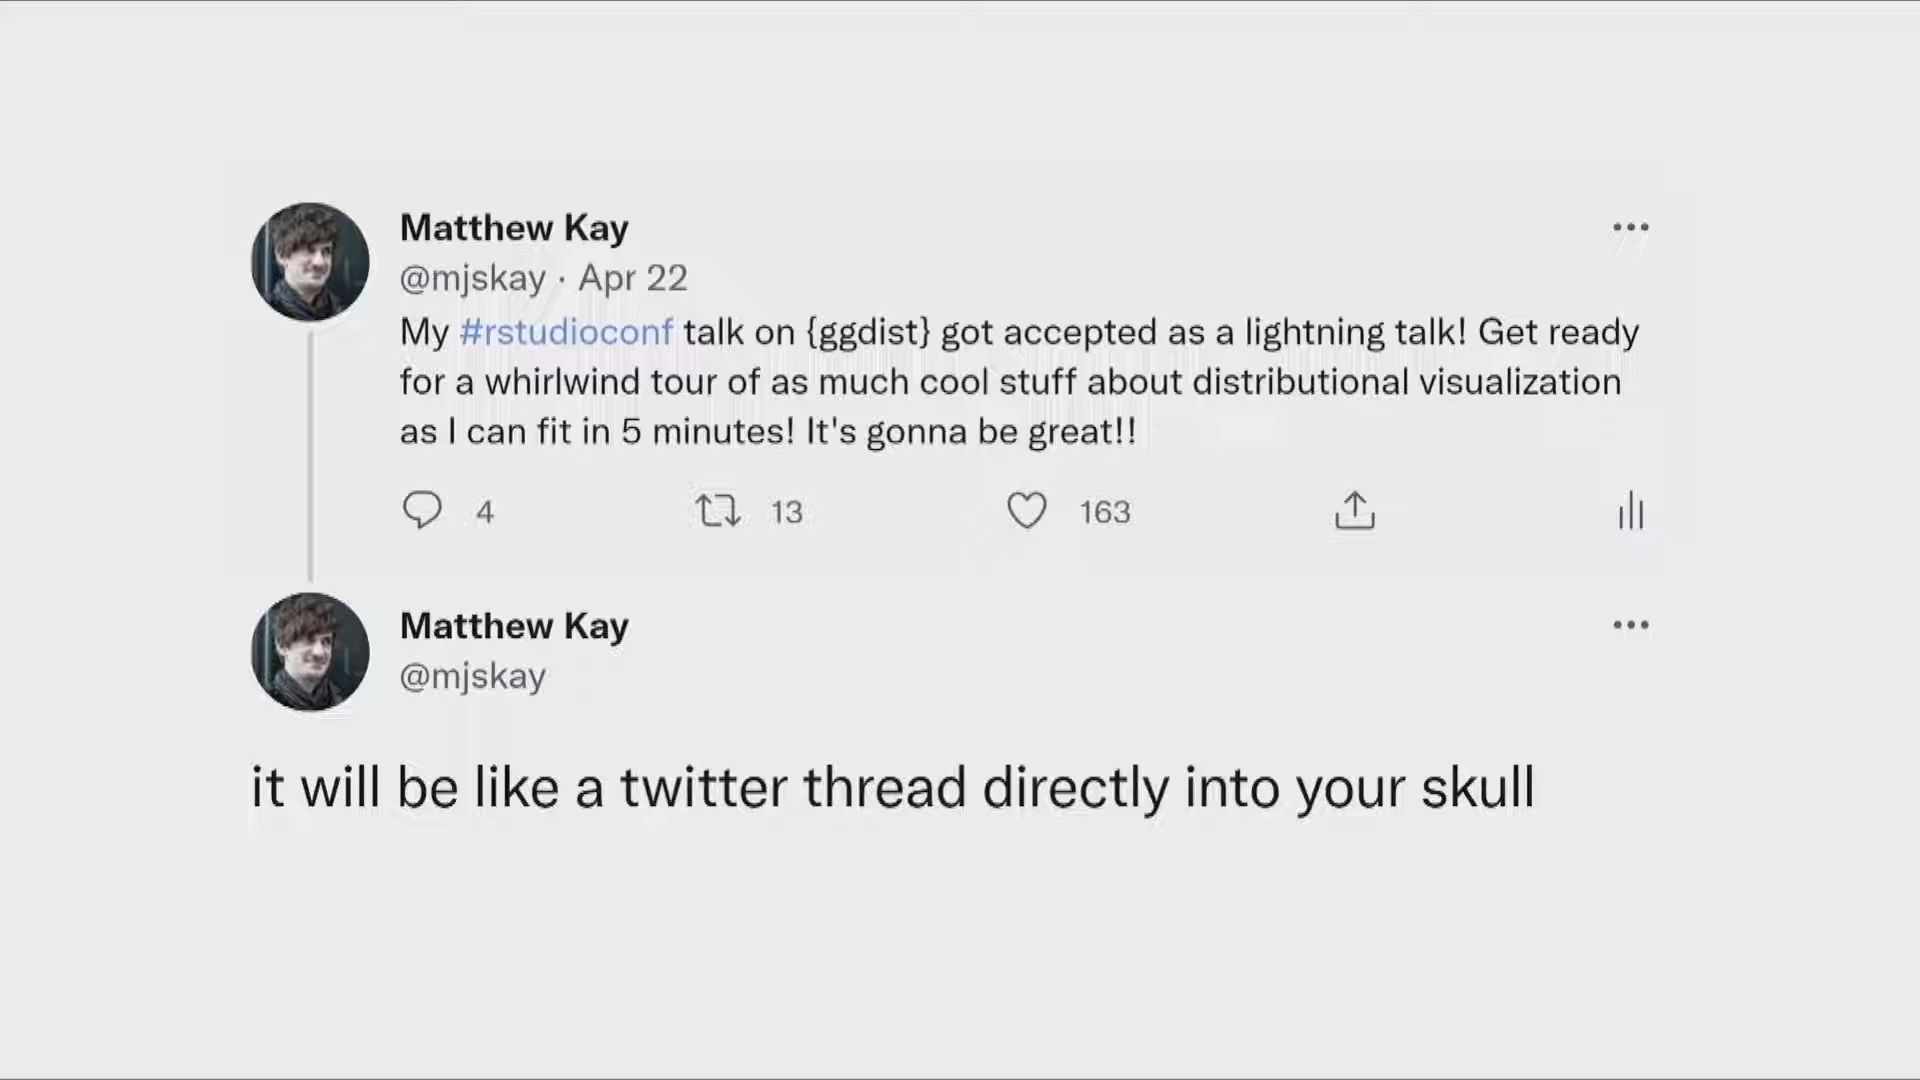 Matthew Kay
@mjskay · Apr 22
My #rstudioconf talk on {ggdist} got accepted as a lightning talk! Get ready
for a whirlwind tour of as much cool stuff about distributional visualization
as I can fit in 5 minutes! It's gonna be great!!
4 13 163
Matthew Kay
@mjskay
it will be like a twitter thread directly into your skull